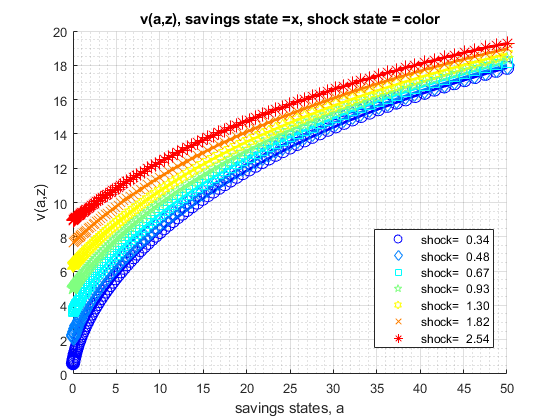 v(a,z), savings state =x, shock state = color
20
18
16
14
12
10
8
6
4
2
0
v(a,z)
0 5 10 15 20 25 30 35 40 45 50
savings states, a
shock= 0.34
shock= 0.48
shock= 0.67
shock= 0.93
shock= 1.30
shock= 1.82
shock= 2.54